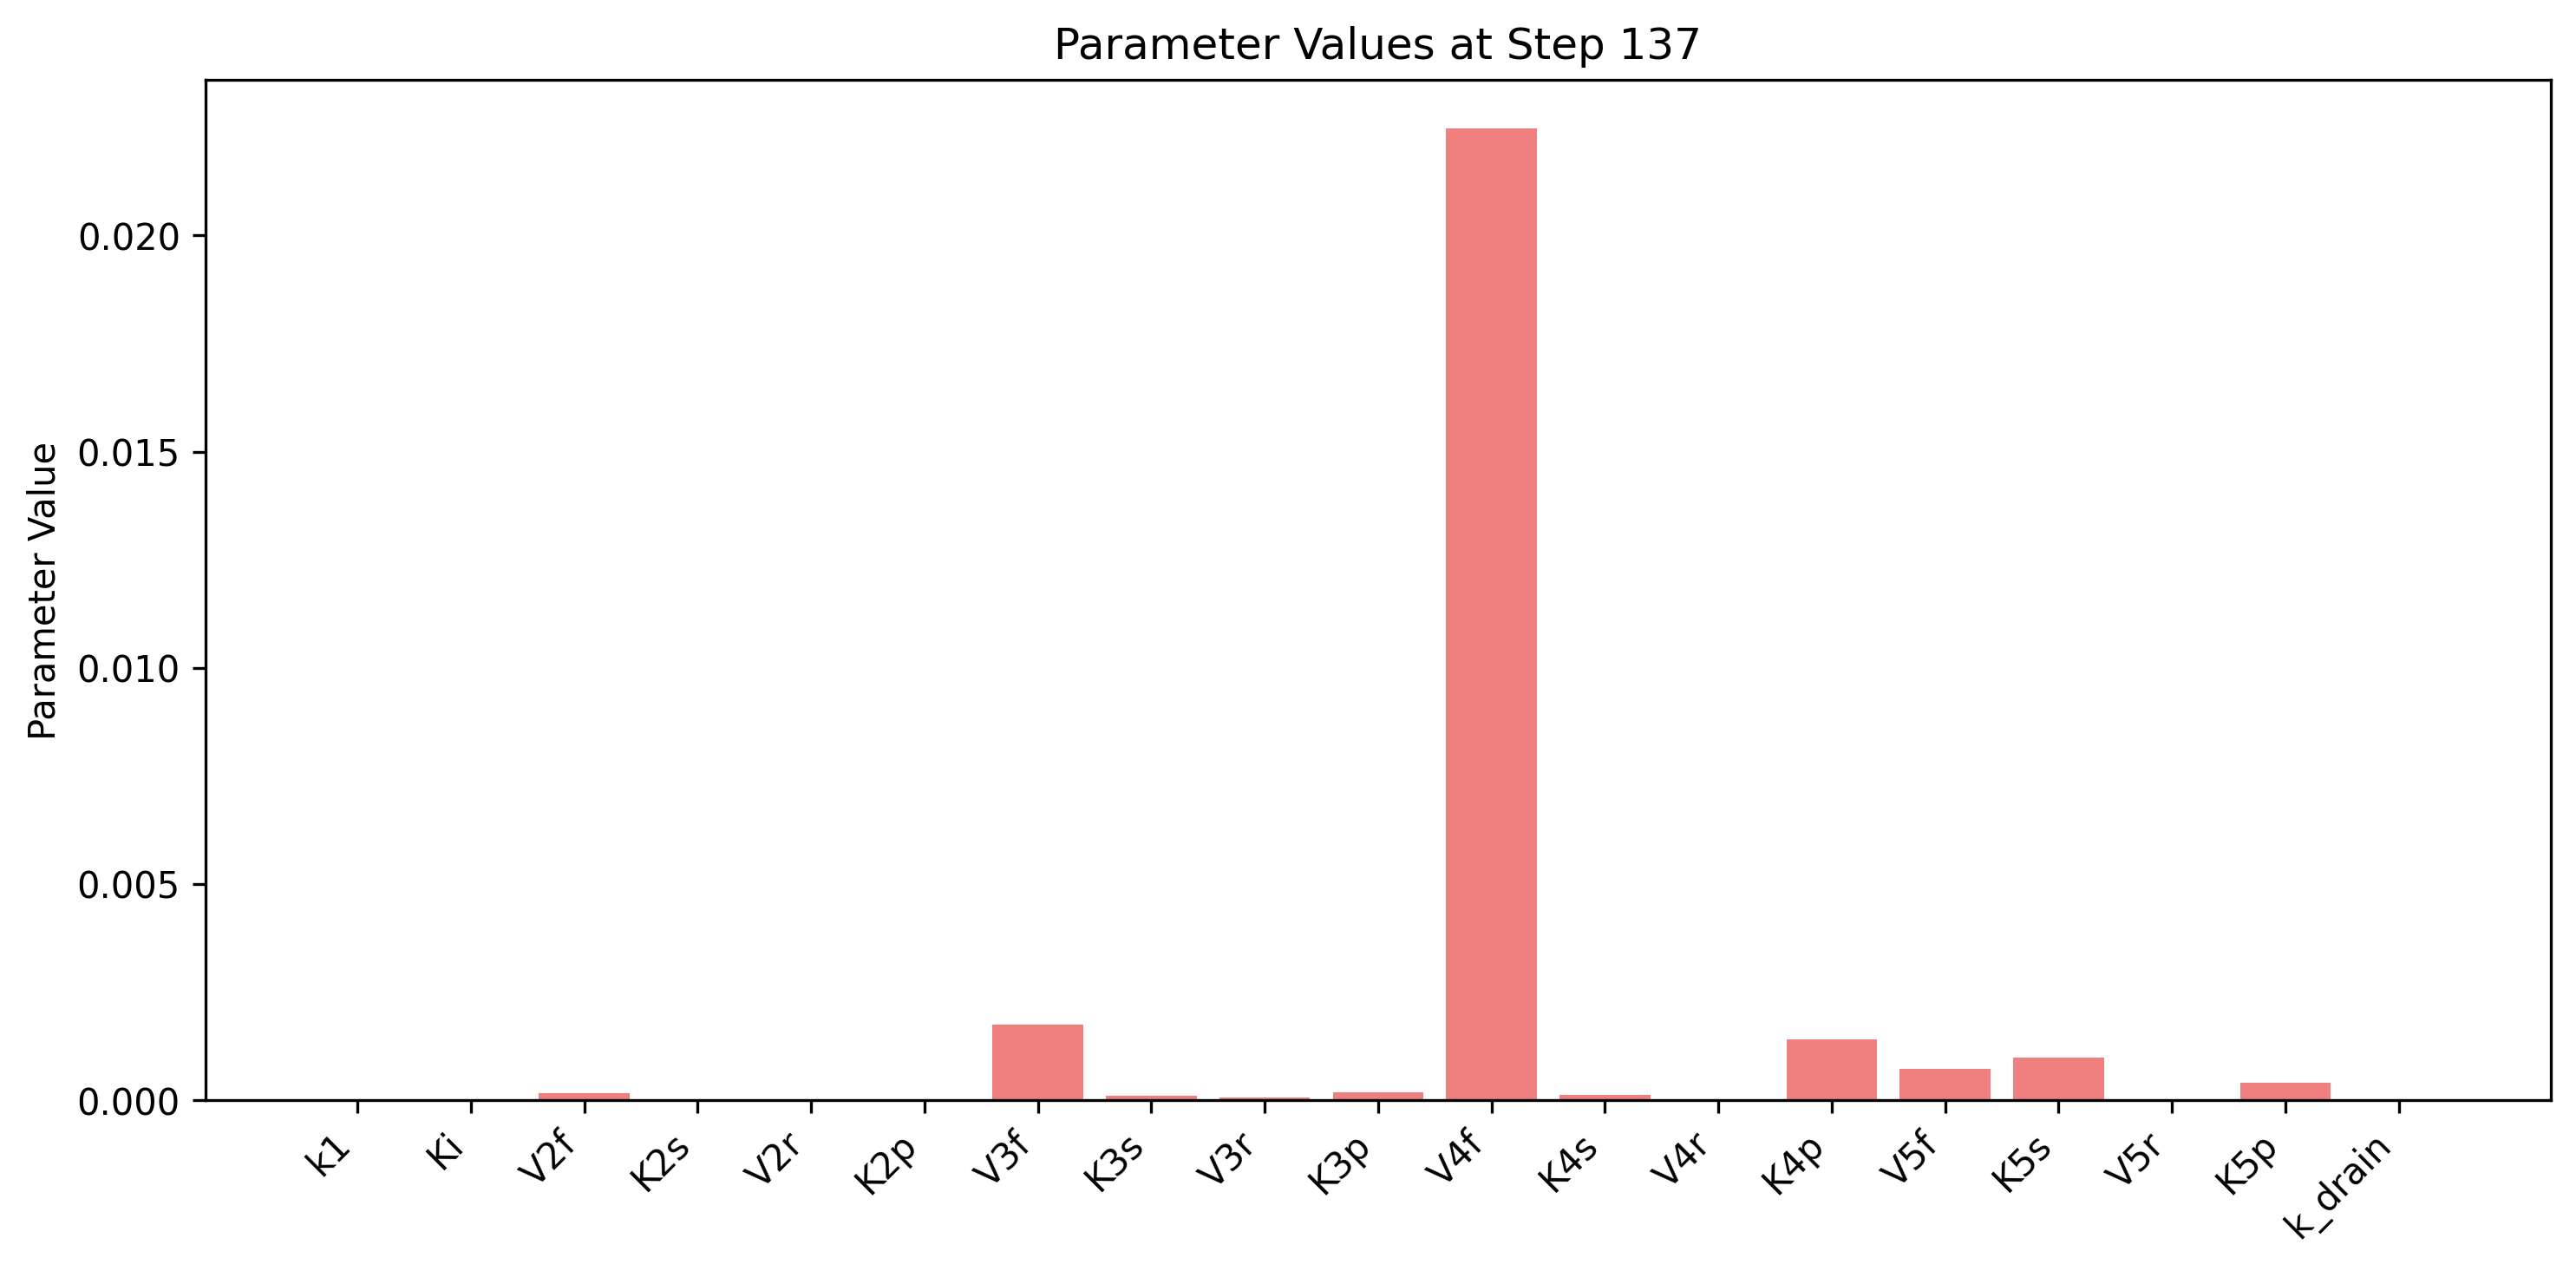 Parameter Values at Step 137
Parameter Value
0.020
0.015
0.010
0.005
0.000
k1
Ki
V2f
K2s
V2r
K2p
V3f
K3s
V3r
K3p
V4f
K4s
V4r
K4p
V5f
K5s
V5r
K5p
k_drain